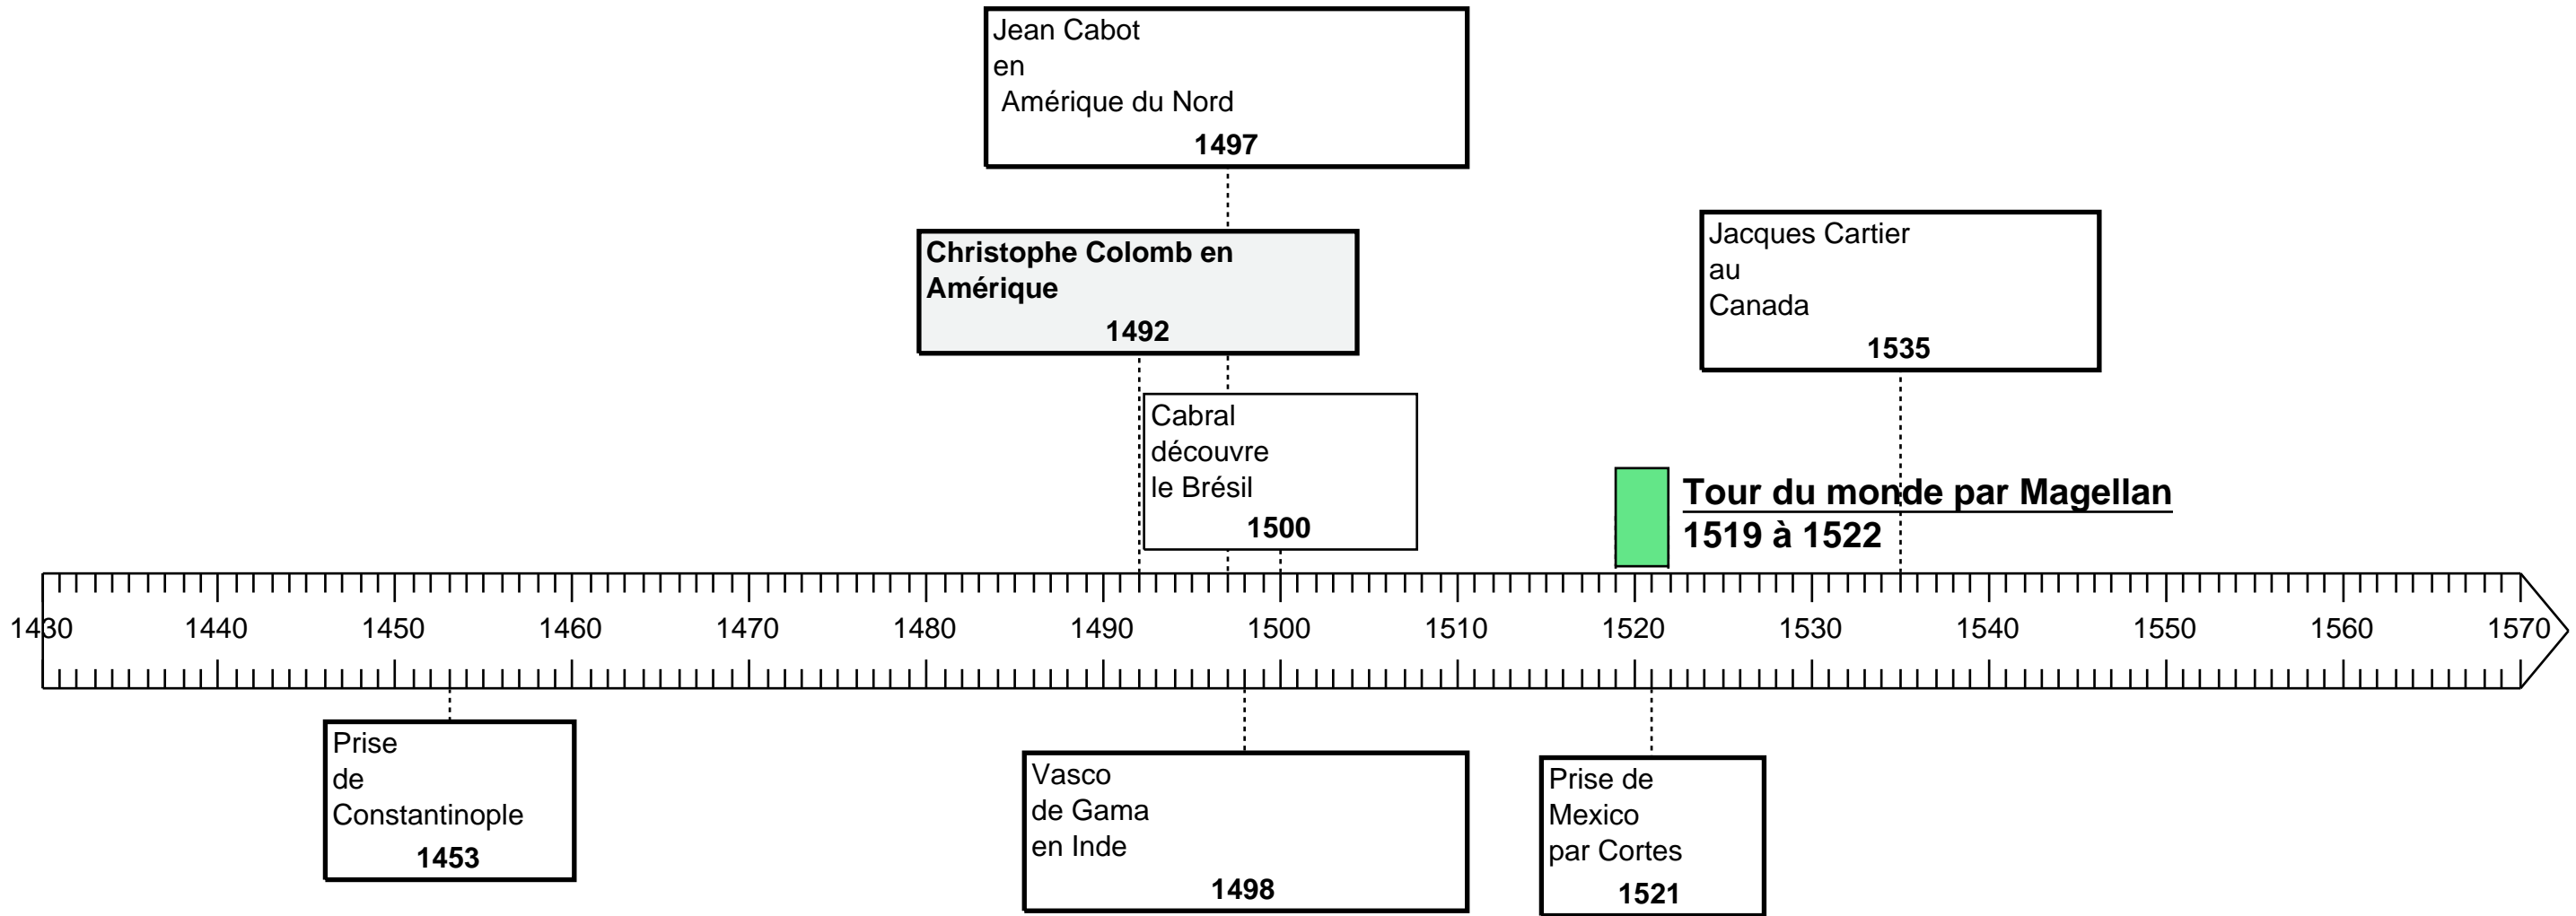 Jean Cabot
en
Amérique du Nord
1497
Christophe Colomb en
Amérique
1492
Jacques Cartier
au
Canada
1535
Cabral
découvre
le Brésil
1500
Tour du monde par Magellan
1519 à 1522
1430 1440 1450 1460 1470 1480 1490 1500 1510 1520 1530 1540 1550 1560 1570
Prise
de
Constantinople
1453
Vasco
de Gama
en Inde
1498
Prise de
Mexico
par Cortes
1521